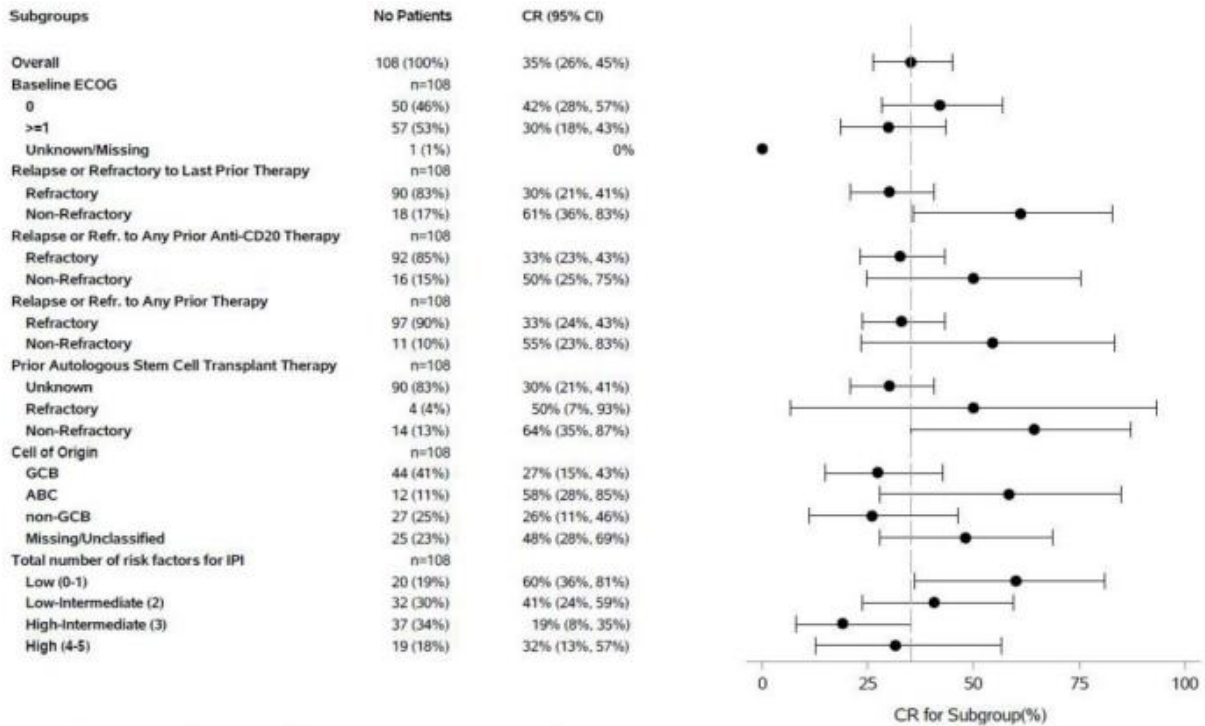 Subgroups No Patients CR (95% CI)
Overall 108 (100%) 35% (26%, 45%)
Baseline ECOG n=108
0 50 (46%) 42% (28%, 57%)
>=1 57 (53%) 30% (18%, 43%)
Unknown/Missing 1 (1%) 0%
Relapse or Refractory to Last Prior Therapy n=108
Refractory 90 (83%) 30% (21%, 41%)
Non-Refractory 18 (17%) 61% (36%, 83%)
Relapse or Refr. to Any Prior Anti-CD20 Therapy n=108
Refractory 92 (85%) 33% (23%, 43%)
Non-Refractory 16 (15%) 50% (25%, 75%)
Relapse or Refr. to Any Prior Therapy n=108
Refractory 97 (90%) 33% (24%, 43%)
Non-Refractory 11 (10%) 55% (23%, 83%)
Prior Autologous Stem Cell Transplant Therapy n=108
Unknown 90 (83%) 30% (21%, 41%)
Refractory 4 (4%) 50% (7%, 93%)
Non-Refractory 14 (13%) 64% (35%, 87%)
Cell of Origin n=108
GCB 44 (41%) 27% (15%, 43%)
ABC 12 (11%) 58% (28%, 85%)
non-GCB 27 (25%) 26% (11%, 46%)
Missing/Unclassified 25 (23%) 48% (28%, 69%)
Total number of risk factors for IPI n=108
Low (0-1) 20 (19%) 60% (36%, 81%)
Low-Intermediate (2) 32 (30%) 41% (24%, 59%)
High-Intermediate (3) 37 (34%) 19% (8%, 35%)
High (4-5) 19 (18%) 32% (13%, 57%)
0 25 50 75 100
CR for Subgroup(%)